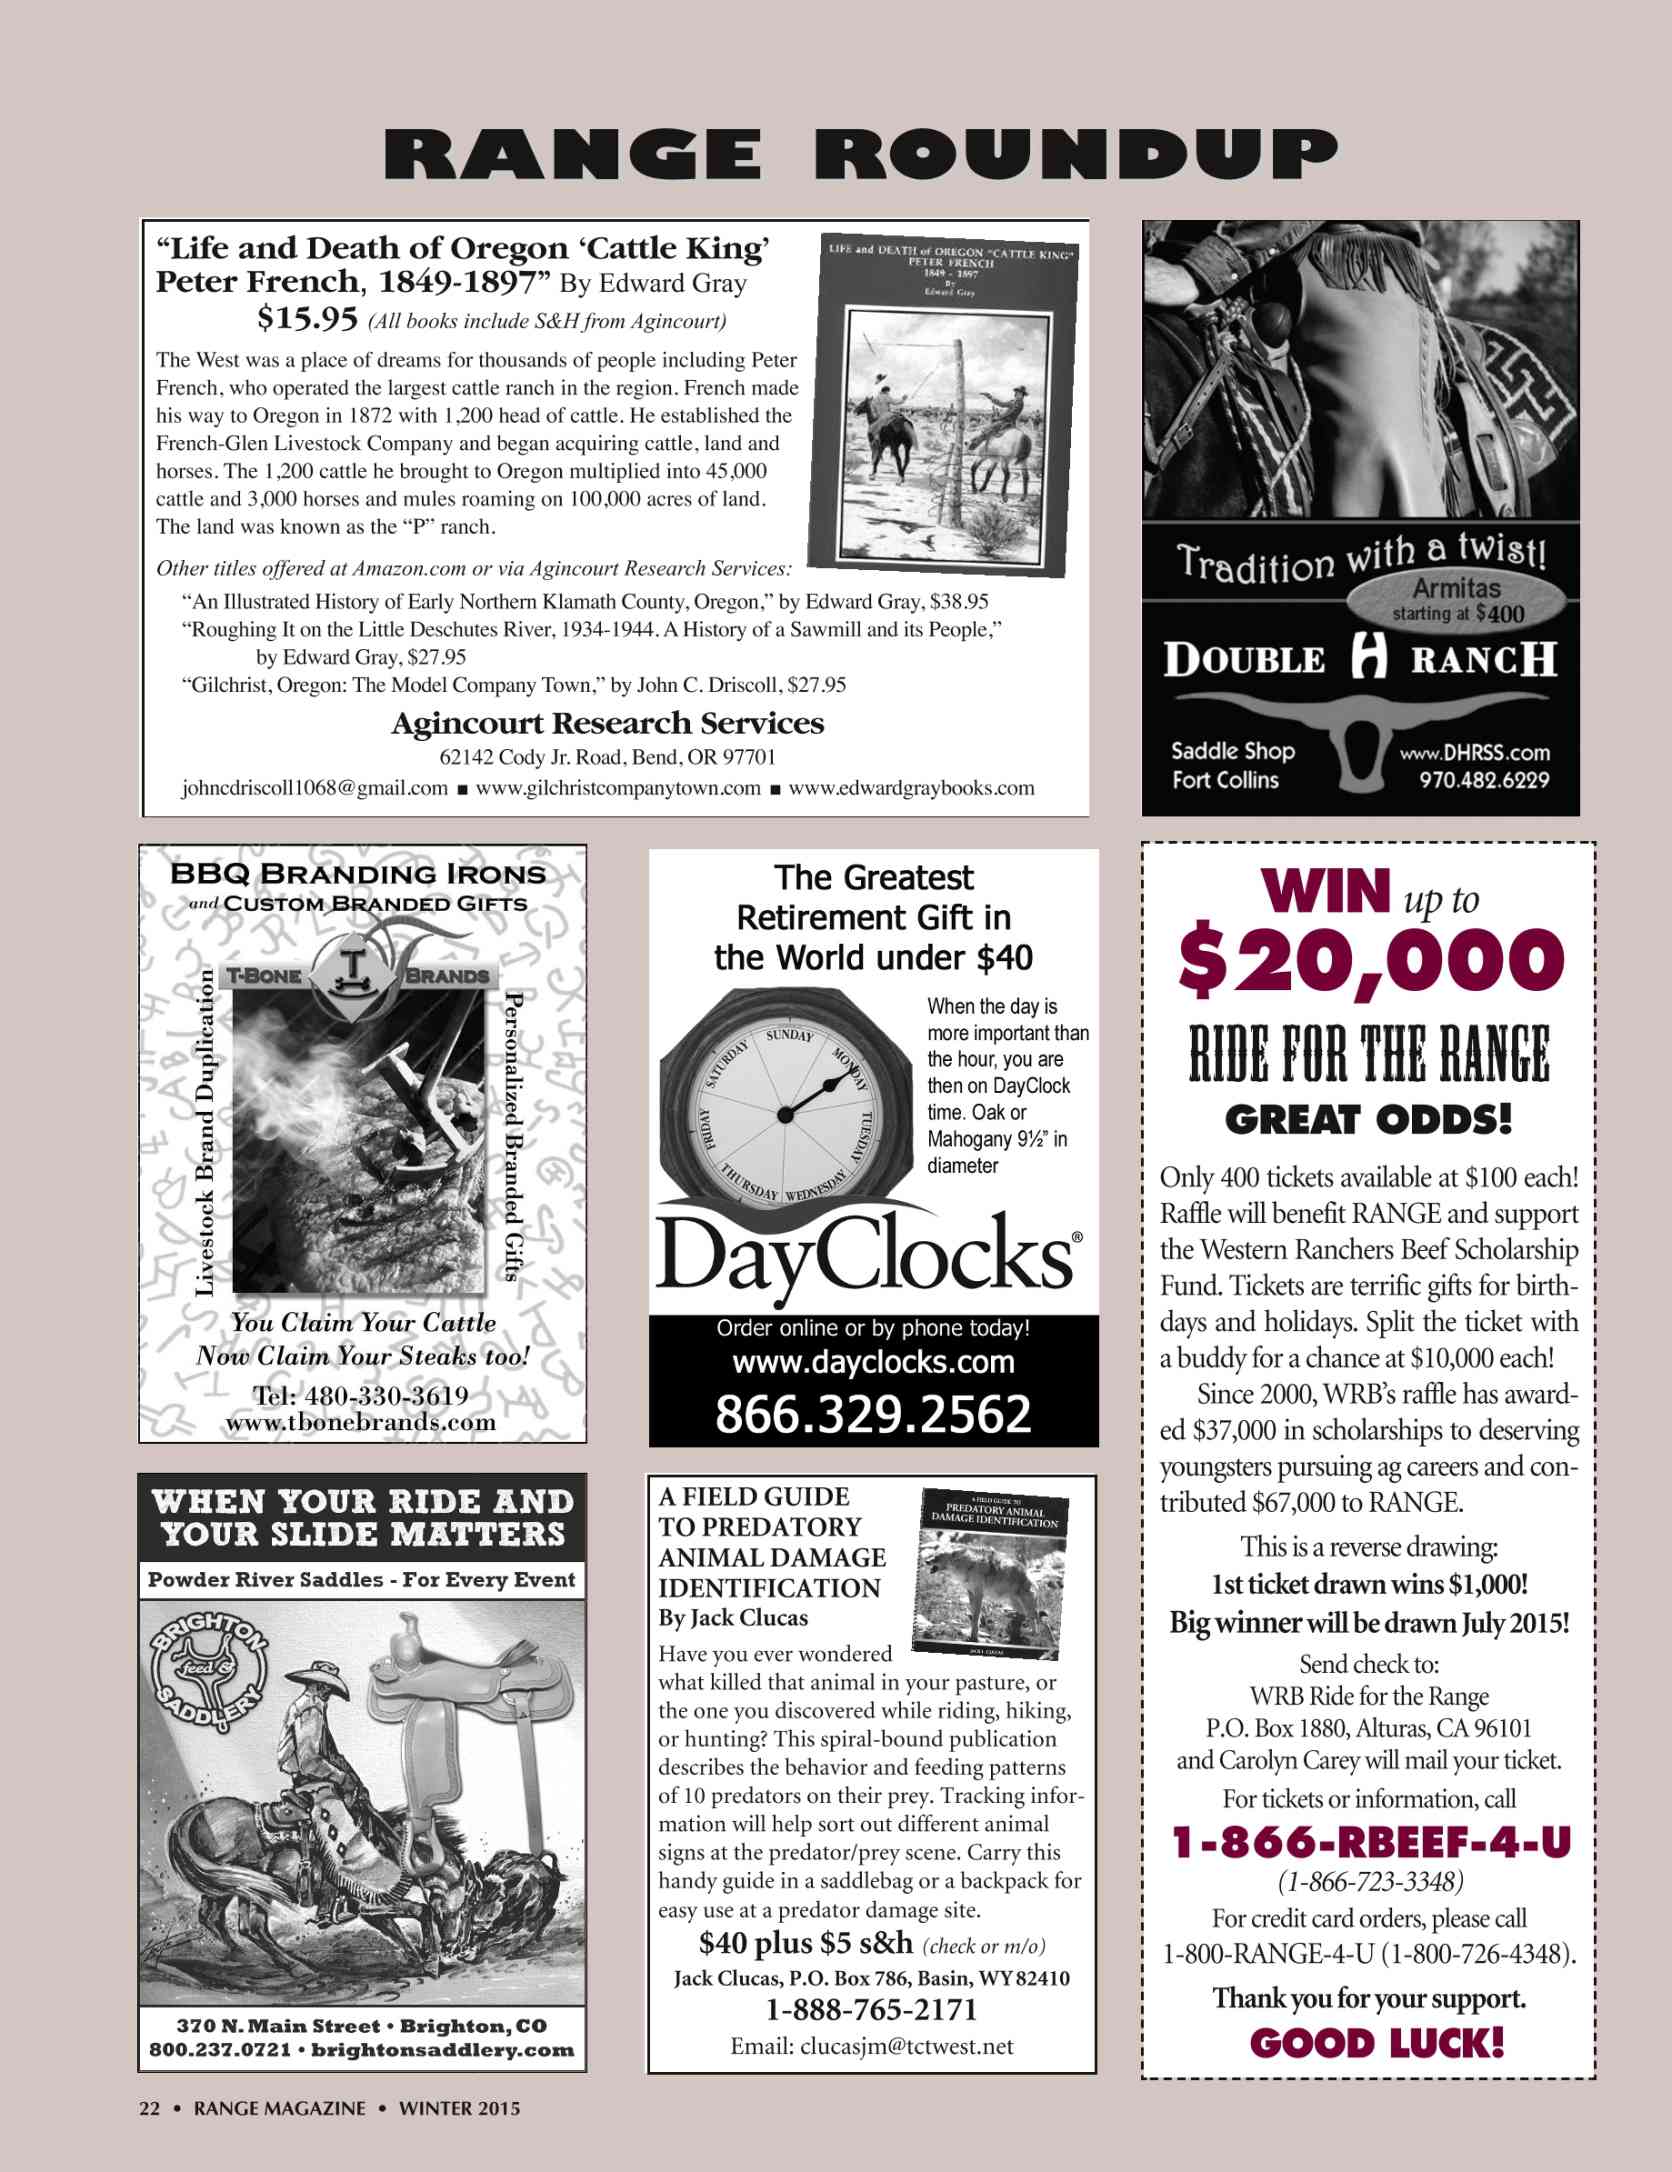 RANGE ROUNDUP
“Life and Death of Oregon ‘Cattle King’
Peter French, 1849-1897” By Edward Gray
$15.95 (All books include S&H from Agincourt)
The West was a place of dreams for thousands of people including Peter
French, who operated the largest cattle ranch in the region. French made
his way to Oregon in 1872 with 1,200 head of cattle. He established the
French-Glen Livestock Company and began acquiring cattle, land and
horses. The 1,200 cattle he brought to Oregon multiplied into 45,000
cattle and 3,000 horses and mules roaming on 100,000 acres of land.
The land was known as the “P” ranch.
LIFE and DEATH of OREGON "CATTLE KING"
PETER FRENCH
1849 - 1897
By
Edward Gray
Other titles offered at Amazon.com or via Agincourt Research Services:
“An Illustrated History of Early Northern Klamath County, Oregon,” by Edward Gray, $38.95
“Roughing It on the Little Deschutes River, 1934-1944. A History of a Sawmill and its People,”
by Edward Gray, $27.95
“Gilchrist, Oregon: The Model Company Town,” by John C. Driscoll, $27.95
Agincourt Research Services
62142 Cody Jr. Road, Bend, OR 97701
johncdriscoll1068@gmail.com ■ www.gilchristcompanytown.com ■ www.edwardgraybooks.com
Tradition with a twist!
Armitas
starting at $400
DOUBLE H RANCH
Saddle Shop
Fort Collins
www.DHRSS.com
970.482.6229
BBQ BRANDING IRONS
and CUSTOM BRANDED GIFTS
T-BONE T BRANDS
Livestock Brand Duplication
Personalized Branded Gifts
You Claim Your Cattle
Now Claim Your Steaks too!
Tel: 480-330-3619
www.tbonebrands.com
The Greatest
Retirement Gift in
the World under $40
SUNDAY
MONDAY
TUESDAY
WEDNESDAY
THURSDAY
FRIDAY
SATURDAY
When the day is
more important than
the hour, you are
then on DayClock
time. Oak or
Mahogany 9½” in
diameter
DayClocks®
Order online or by phone today!
www.dayclocks.com
866.329.2562
WIN up to
$20,000
RIDE FOR THE RANGE
GREAT ODDS!
Only 400 tickets available at $100 each!
Raffle will benefit RANGE and support
the Western Ranchers Beef Scholarship
Fund. Tickets are terrific gifts for birth-
days and holidays. Split the ticket with
a buddy for a chance at $10,000 each!
Since 2000, WRB’s raffle has award-
ed $37,000 in scholarships to deserving
youngsters pursuing ag careers and con-
tributed $67,000 to RANGE.
This is a reverse drawing:
1st ticket drawn wins $1,000!
Big winner will be drawn July 2015!
Send check to:
WRB Ride for the Range
P.O. Box 1880, Alturas, CA 96101
and Carolyn Carey will mail your ticket.
For tickets or information, call
1-866-RBEEF-4-U
(1-866-723-3348)
For credit card orders, please call
1-800-RANGE-4-U (1-800-726-4348).
Thank you for your support.
GOOD LUCK!
WHEN YOUR RIDE AND
YOUR SLIDE MATTERS
Powder River Saddles - For Every Event
BRIGHTON
feed &
SADDLERY
370 N. Main Street • Brighton, CO
800.237.0721 • brightonsaddlery.com
A FIELD GUIDE
TO PREDATORY
ANIMAL DAMAGE
IDENTIFICATION
By Jack Clucas
A FIELD GUIDE TO
PREDATORY ANIMAL
DAMAGE IDENTIFICATION
JACK CLUCAS
Have you ever wondered
what killed that animal in your pasture, or
the one you discovered while riding, hiking,
or hunting? This spiral-bound publication
describes the behavior and feeding patterns
of 10 predators on their prey. Tracking infor-
mation will help sort out different animal
signs at the predator/prey scene. Carry this
handy guide in a saddlebag or a backpack for
easy use at a predator damage site.
$40 plus $5 s&h (check or m/o)
Jack Clucas, P.O. Box 786, Basin, WY 82410
1-888-765-2171
Email: clucasjm@tctwest.net
22 • RANGE MAGAZINE • WINTER 2015